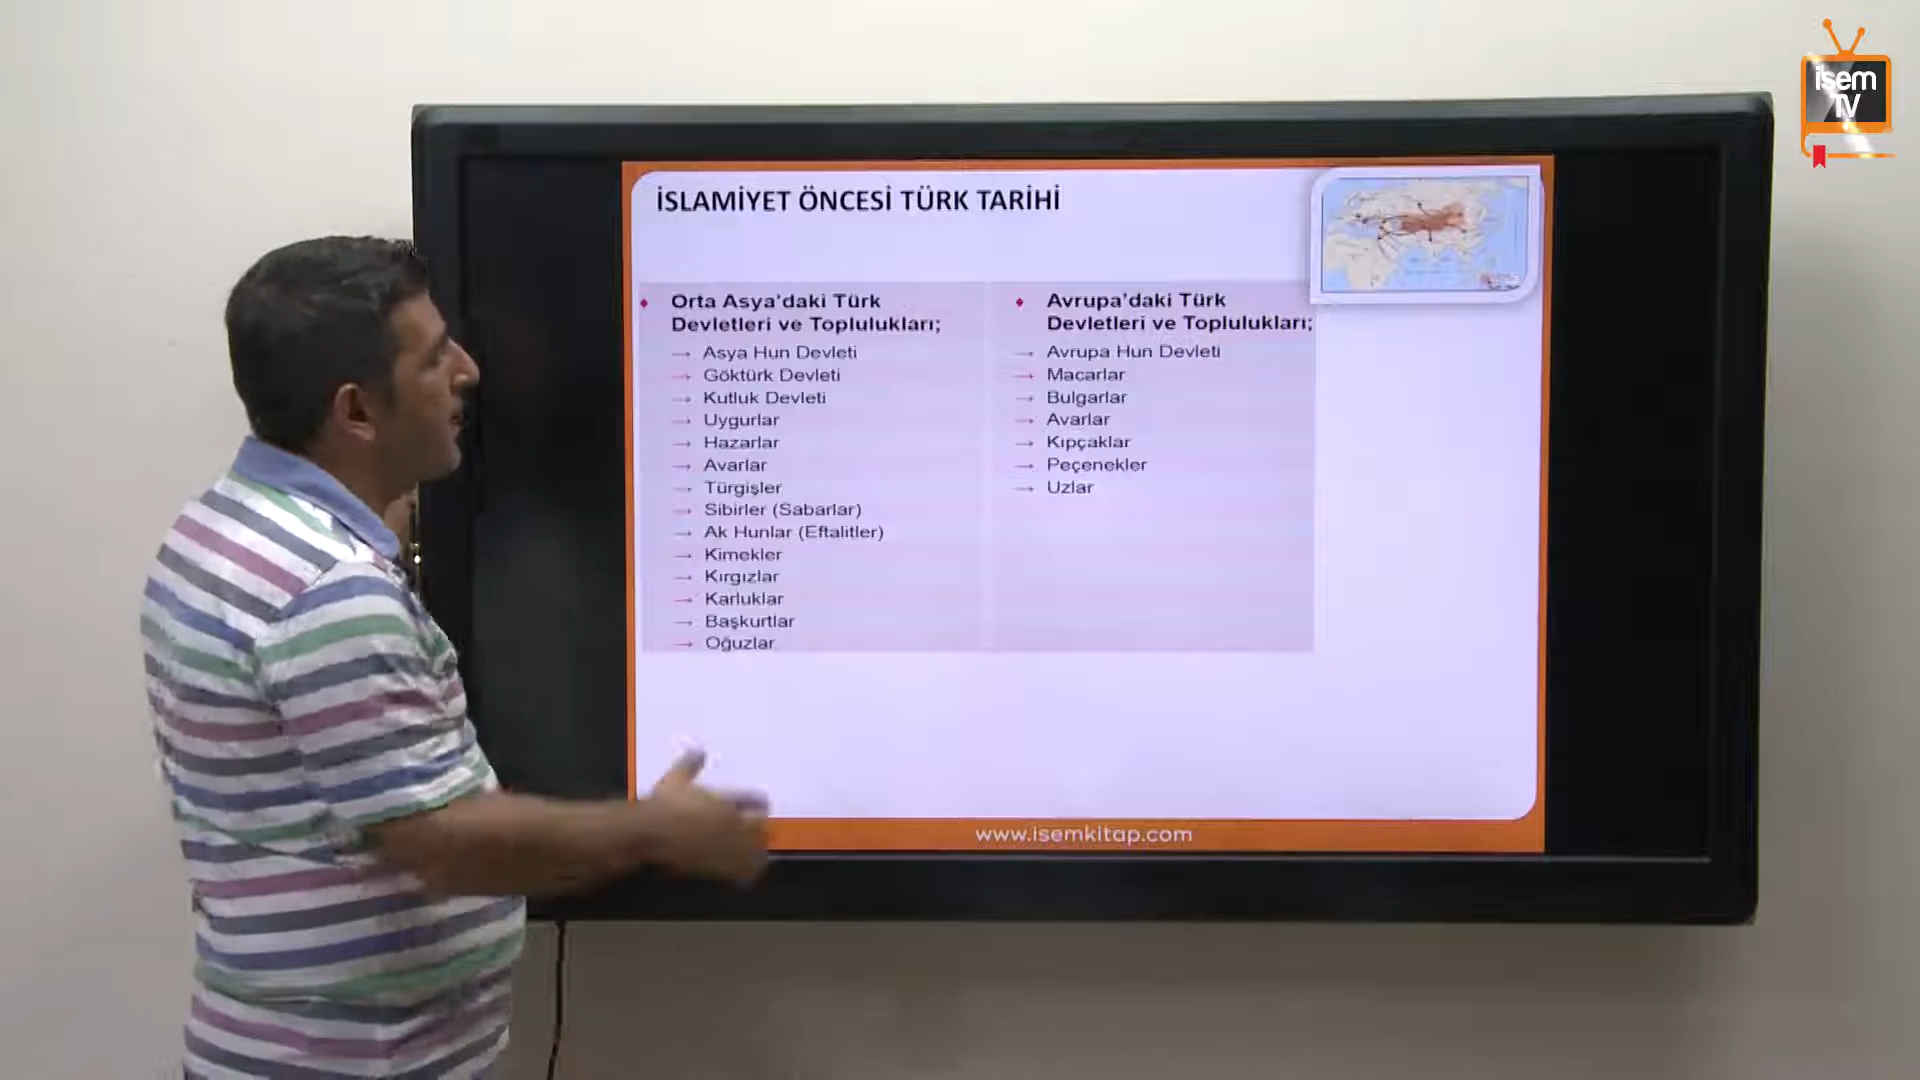 isem
TV
İSLAMİYET ÖNCESİ TÜRK TARİHİ
♦ Orta Asya'daki Türk
Devletleri ve Toplulukları;
→ Asya Hun Devleti
→ Göktürk Devleti
→ Kutluk Devleti
→ Uygurlar
→ Hazarlar
→ Avarlar
→ Türgişler
→ Sibirler (Sabarlar)
→ Ak Hunlar (Eftalitler)
→ Kimekler
→ Kırgızlar
→ Karluklar
→ Başkurtlar
→ Oğuzlar
♦ Avrupa'daki Türk
Devletleri ve Toplulukları;
→ Avrupa Hun Devleti
→ Macarlar
→ Bulgarlar
→ Avarlar
→ Kıpçaklar
→ Peçenekler
→ Uzlar
www.isemkitap.com